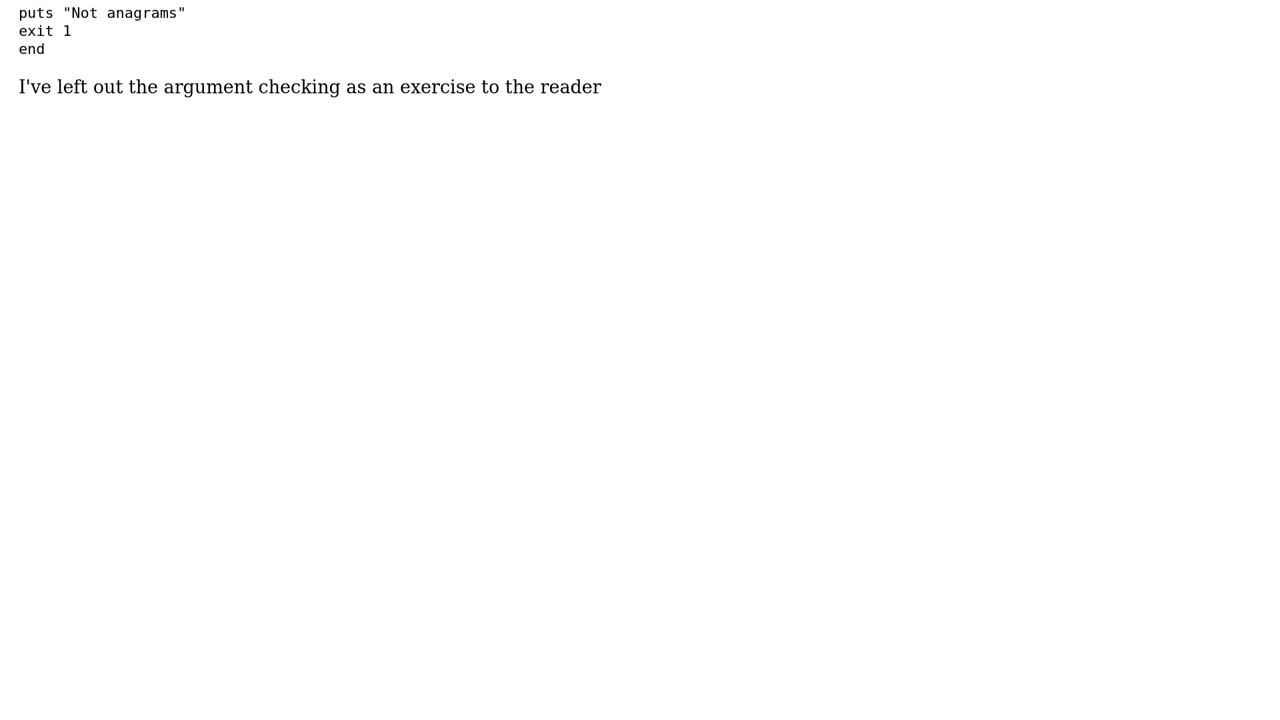 puts "Not anagrams"
exit 1
end
I've left out the argument checking as an exercise to the reader